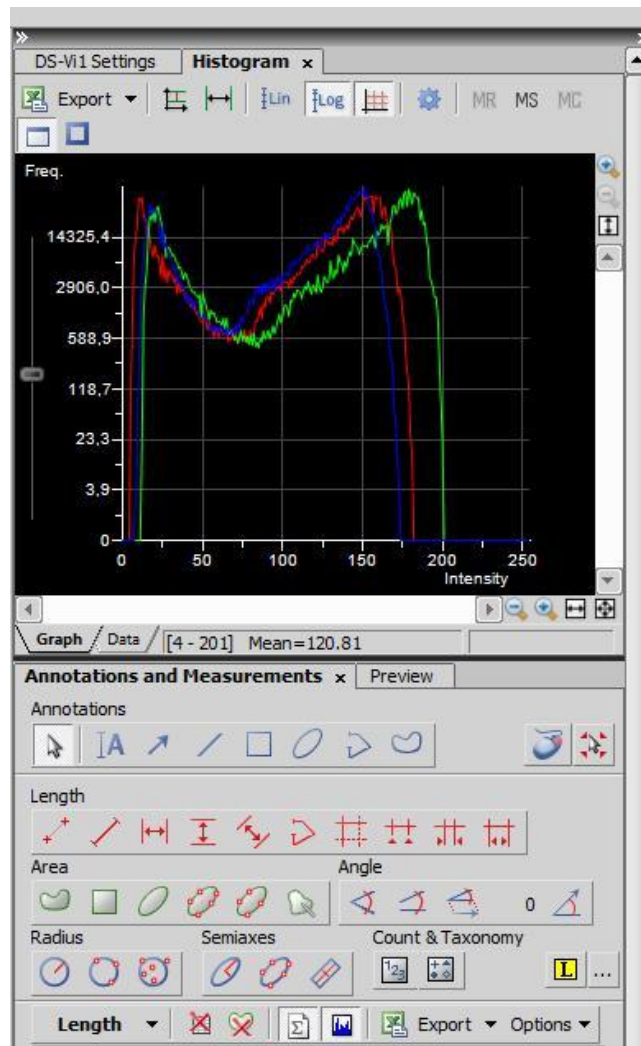 DS-Vi1 Settings Histogram x
Export Lin Log MR MS MC
Freq.
14325,4
2906,0
588,9
118,7
23,3
3,9
0
0 50 100 150 200 250
Intensity
Graph Data [4 - 201] Mean=120.81
Annotations and Measurements x Preview
Annotations
A
Length
Area Angle
0
Radius Semiaxes Count & Taxonomy
123 L ...
Length Σ Export Options